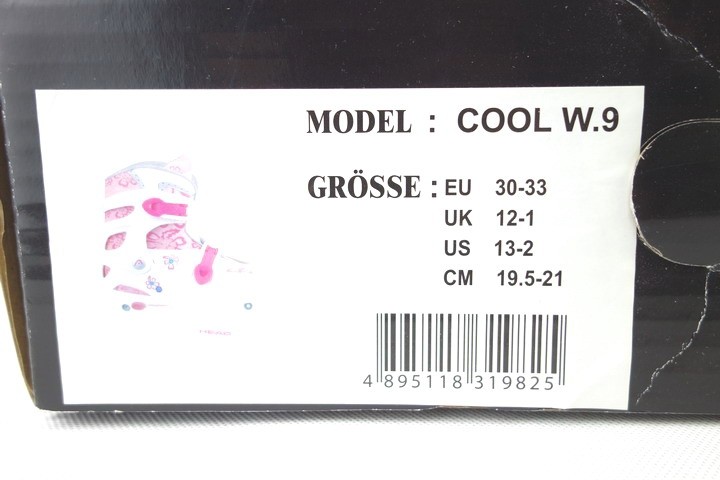 MODEL : COOL W.9
GRÖSSE : EU 30-33
UK 12-1
US 13-2
CM 19.5-21
4 895118 319825